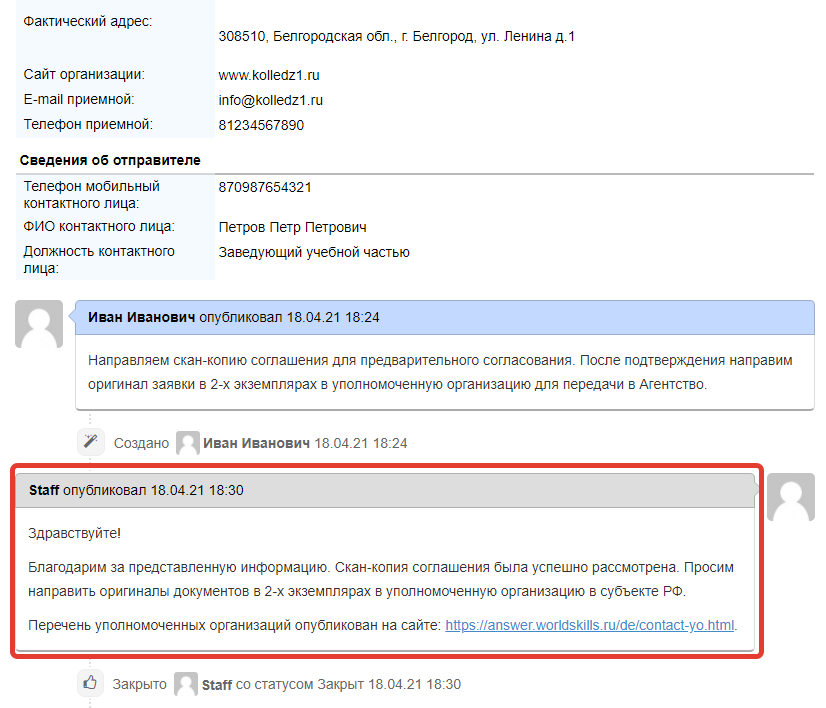 Фактический адрес:
308510, Белгородская обл., г. Белгород, ул. Ленина д.1
Сайт организации:
www.kolledz1.ru
E-mail приемной:
info@kolledz1.ru
Телефон приемной:
81234567890
Сведения об отправителе
Телефон мобильный
контактного лица:
870987654321
ФИО контактного лица:
Петров Петр Петрович
Должность контактного
лица:
Заведующий учебной частью
Иван Иванович опубликовал 18.04.21 18:24
Направляем скан-копию соглашения для предварительного согласования. После подтверждения направим
оригинал заявки в 2-х экземплярах в уполномоченную организацию для передачи в Агентство.
Создано Иван Иванович 18.04.21 18:24
Staff опубликовал 18.04.21 18:30
Здравствуйте!
Благодарим за представленную информацию. Скан-копия соглашения была успешно рассмотрена. Просим
направить оригиналы документов в 2-х экземплярах в уполномоченную организацию в субъекте РФ.
Перечень уполномоченных организаций опубликован на сайте: https://answer.worldskills.ru/de/contact-yo.html.
Закрыто Staff со статусом Закрыт 18.04.21 18:30